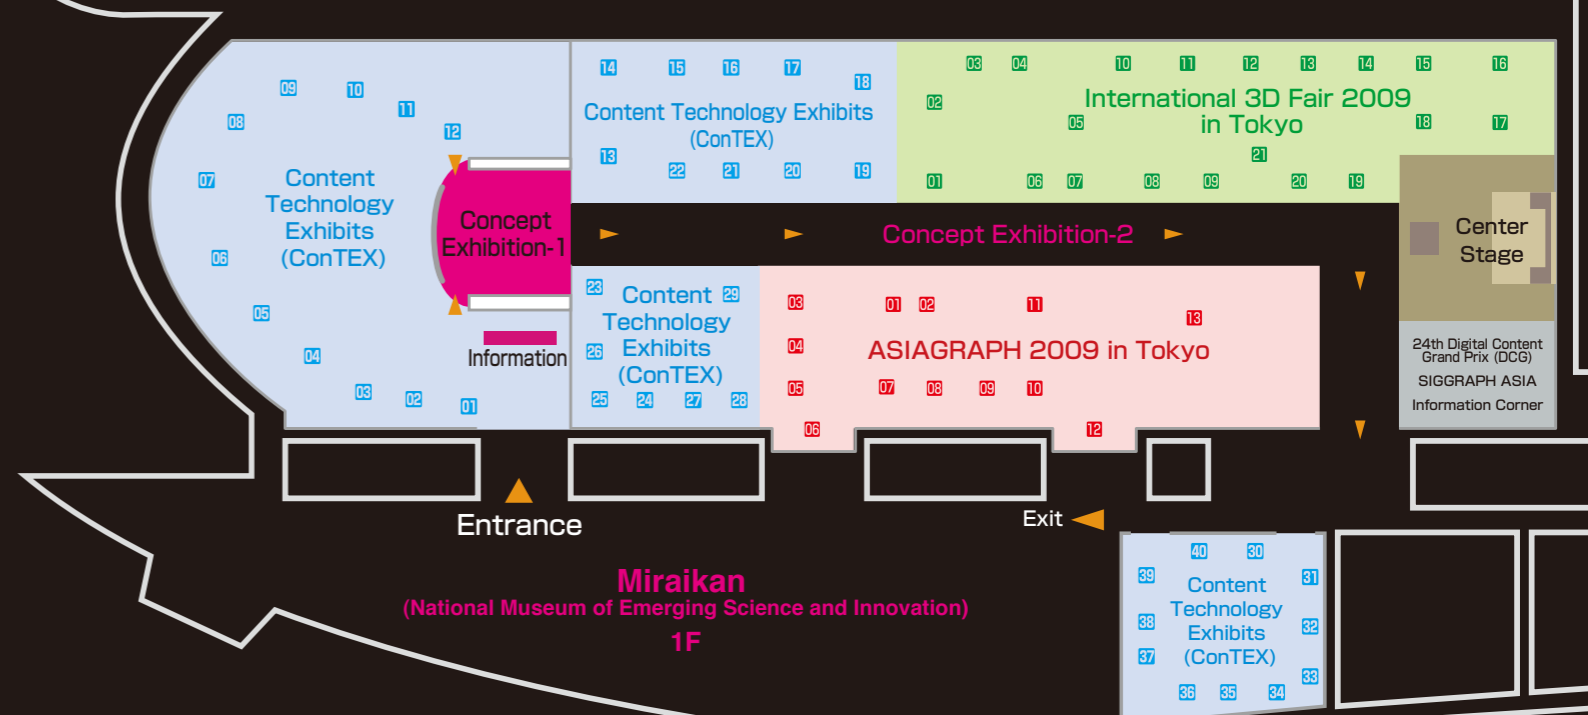 09
10
11
12
08
07
06
05
04
03
02
01
Content
Technology
Exhibits
(ConTEX)
Concept
Exhibition-1
Information
14
15
16
17
18
Content Technology Exhibits
(ConTEX)
13
22
21
20
19
03
04
10
11
12
13
14
15
16
02
International 3D Fair 2009
in Tokyo
05
18
17
21
01
06
07
08
09
20
19
Concept Exhibition-2
Center
Stage
23
29
Content
Technology
Exhibits
(ConTEX)
26
25
24
27
28
03
01
02
11
13
04
ASIAGRAPH 2009 in Tokyo
05
07
08
09
10
06
12
24th Digital Content
Grand Prix (DCG)
SIGGRAPH ASIA
Information Corner
Entrance
Exit
Miraikan
(National Museum of Emerging Science and Innovation)
1F
40
30
39
31
Content
Technology
Exhibits
(ConTEX)
38
32
37
33
36
35
34